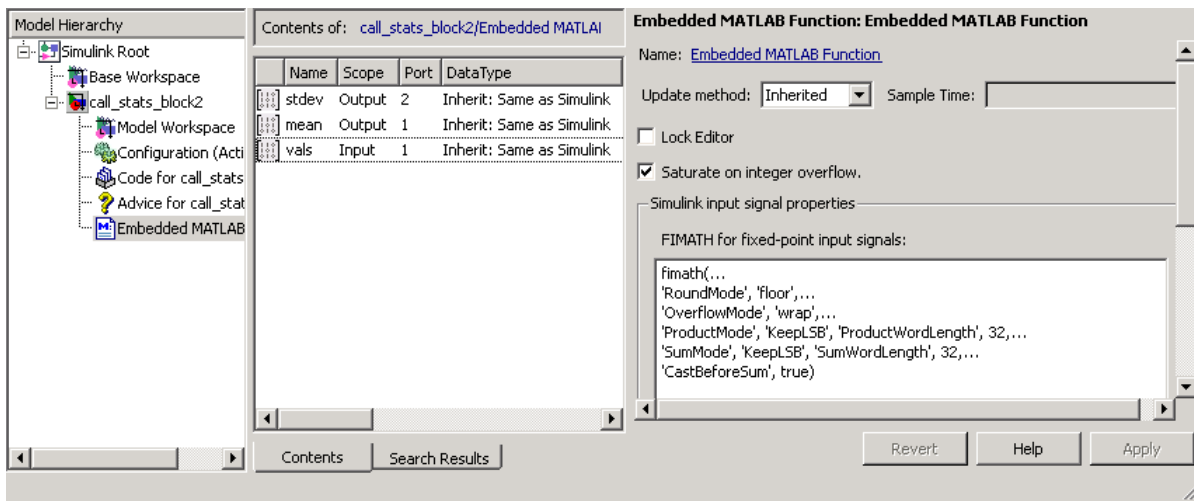 Model Hierarchy
Simulink Root
Base Workspace
call_stats_block2
Model Workspace
Configuration (Acti
Code for call_stats
Advice for call_stat
Embedded MATLAB
Contents of: call_stats_block2/Embedded MATLAI
Name Scope Port DataType
stdev Output 2 Inherit: Same as Simulink
mean Output 1 Inherit: Same as Simulink
vals Input 1 Inherit: Same as Simulink
Contents Search Results
Embedded MATLAB Function: Embedded MATLAB Function
Name: Embedded MATLAB Function
Update method: Inherited Sample Time:
Lock Editor
Saturate on integer overflow.
Simulink input signal properties
FIMATH for fixed-point input signals:
fimath(...
'RoundMode', 'floor',...
'OverflowMode', 'wrap',...
'ProductMode', 'KeepLSB', 'ProductWordLength', 32,...
'SumMode', 'KeepLSB', 'SumWordLength', 32,...
'CastBeforeSum', true)
Revert Help Apply